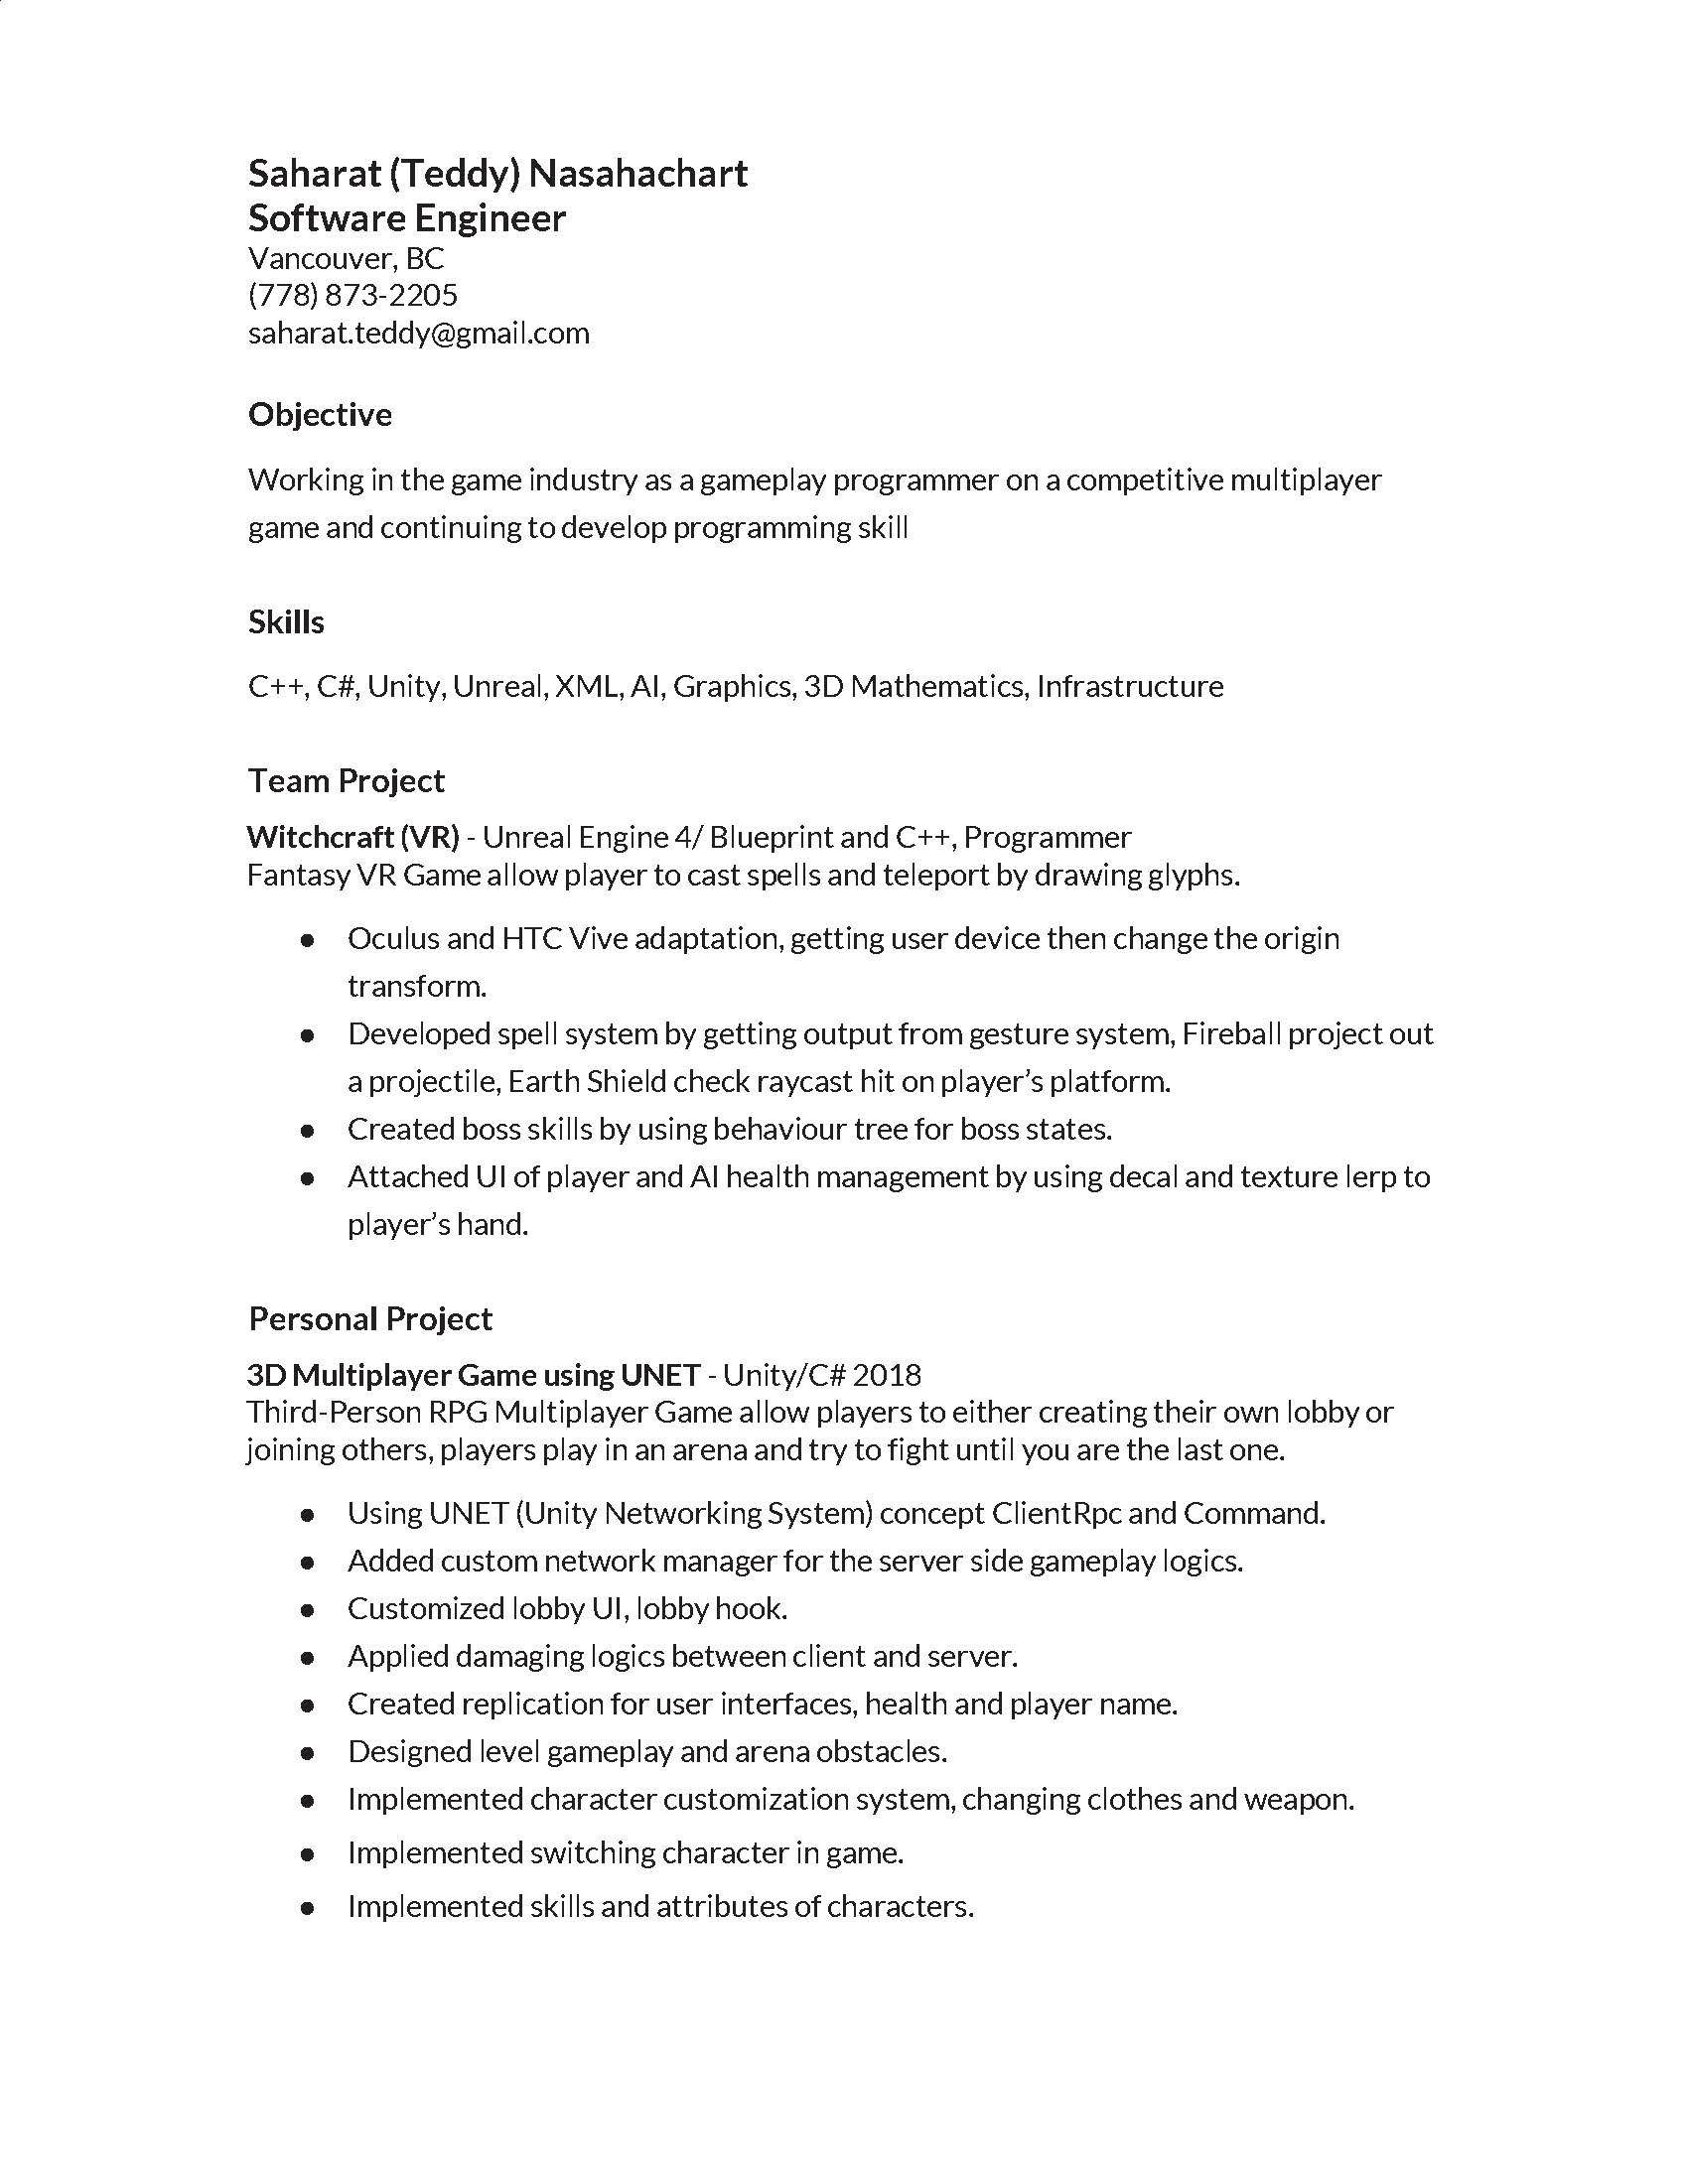 Saharat (Teddy) Nasahachart
Software Engineer
Vancouver, BC
(778) 873-2205
saharat.teddy@gmail.com
Objective
Working in the game industry as a gameplay programmer on a competitive multiplayer
game and continuing to develop programming skill
Skills
C++, C#, Unity, Unreal, XML, AI, Graphics, 3D Mathematics, Infrastructure
Team Project
Witchcraft (VR) - Unreal Engine 4/ Blueprint and C++, Programmer
Fantasy VR Game allow player to cast spells and teleport by drawing glyphs.
● Oculus and HTC Vive adaptation, getting user device then change the origin
transform.
● Developed spell system by getting output from gesture system, Fireball project out
a projectile, Earth Shield check raycast hit on player’s platform.
● Created boss skills by using behaviour tree for boss states.
● Attached UI of player and AI health management by using decal and texture lerp to
player’s hand.
Personal Project
3D Multiplayer Game using UNET - Unity/C# 2018
Third-Person RPG Multiplayer Game allow players to either creating their own lobby or
joining others, players play in an arena and try to fight until you are the last one.
● Using UNET (Unity Networking System) concept ClientRpc and Command.
● Added custom network manager for the server side gameplay logics.
● Customized lobby UI, lobby hook.
● Applied damaging logics between client and server.
● Created replication for user interfaces, health and player name.
● Designed level gameplay and arena obstacles.
● Implemented character customization system, changing clothes and weapon.
● Implemented switching character in game.
● Implemented skills and attributes of characters.